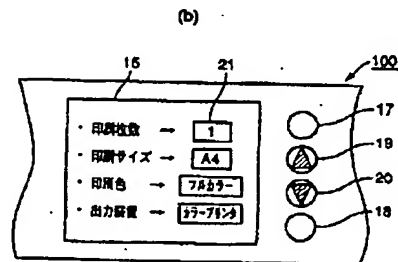 (b)
15
21
100
17
19
20
18
・印刷枚数 → 1
・印刷サイズ → A4
・印刷色 → フルカラー
・出力装置 → カラープリンタ